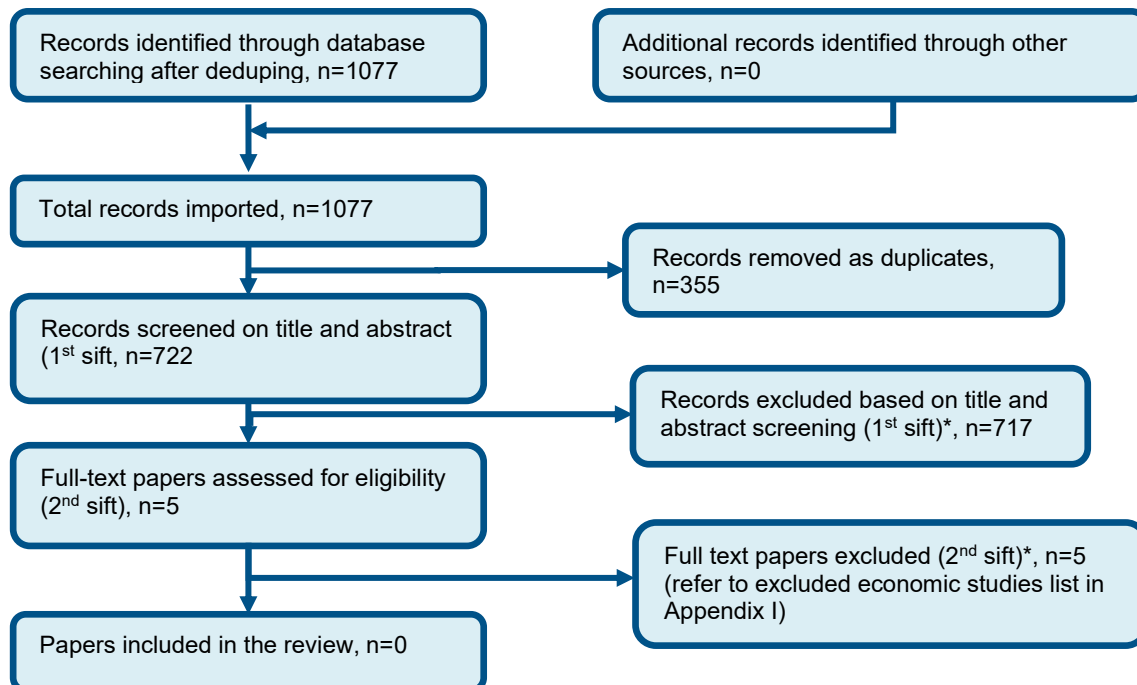 Records identified through database
searching after deduping, n=1077
Additional records identified through other
sources, n=0
Total records imported, n=1077
Records removed as duplicates,
n=355
Records screened on title and abstract
(1st sift, n=722
Records excluded based on title and
abstract screening (1st sift)*, n=717
Full-text papers assessed for eligibility
(2nd sift), n=5
Full text papers excluded (2nd sift)*, n=5
(refer to excluded economic studies list in
Appendix I)
Papers included in the review, n=0